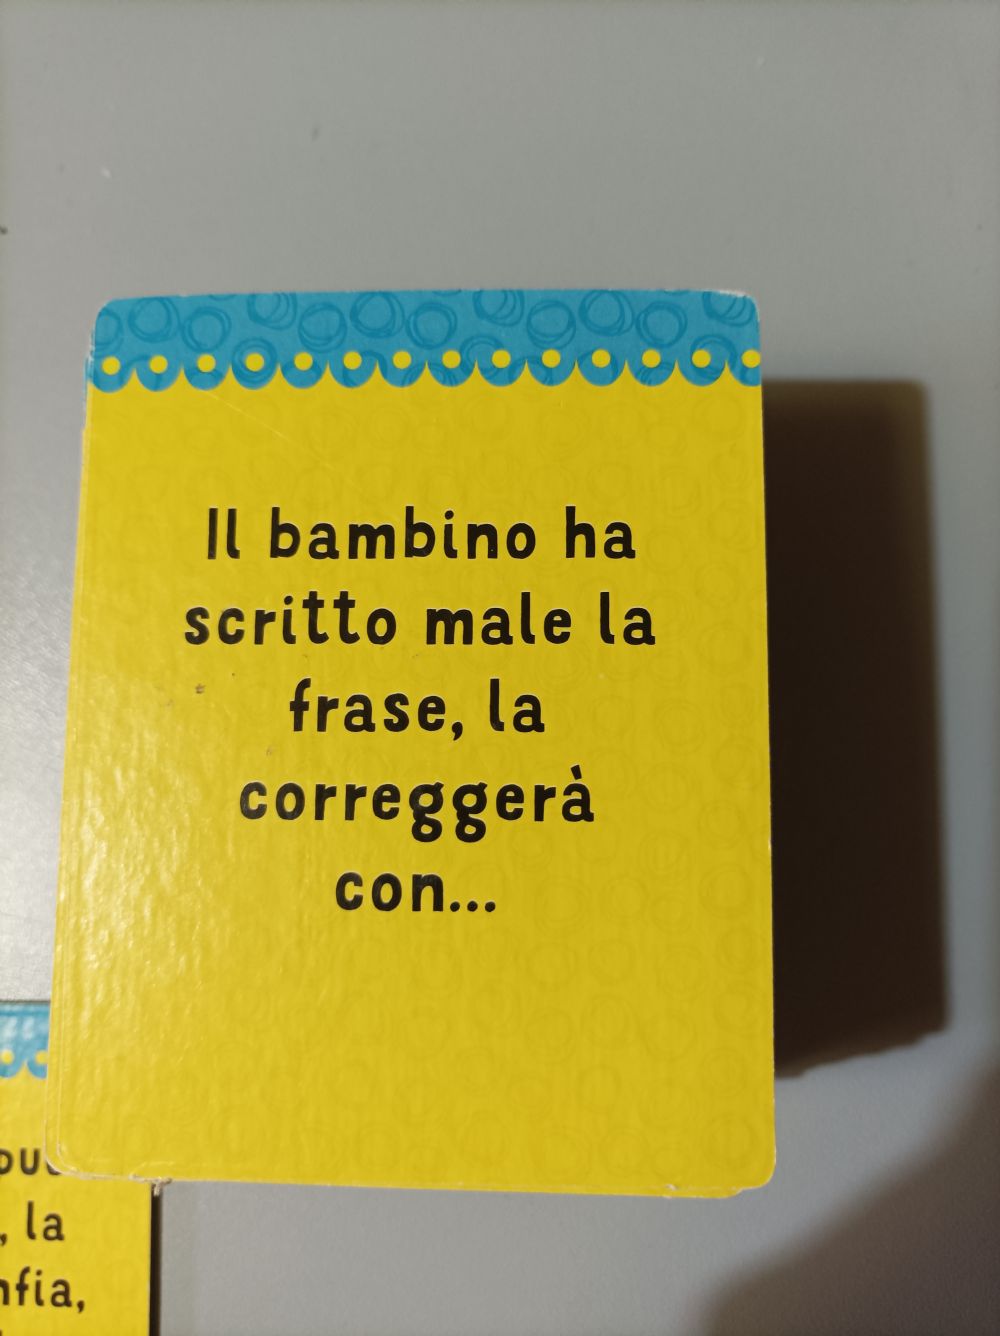 Il bambino ha
scritto male la
frase, la
correggerà
con...
, la